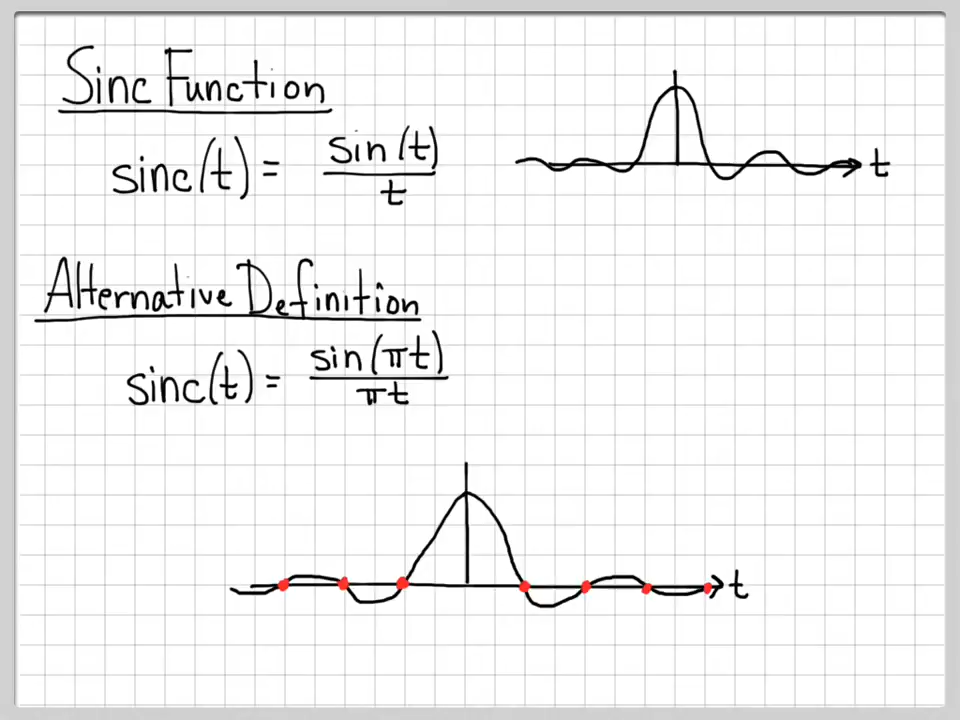 Sinc Function
sinc(t) = sin(t)/t
t
Alternative Definition
sinc(t) = sin(πt)/πt
t